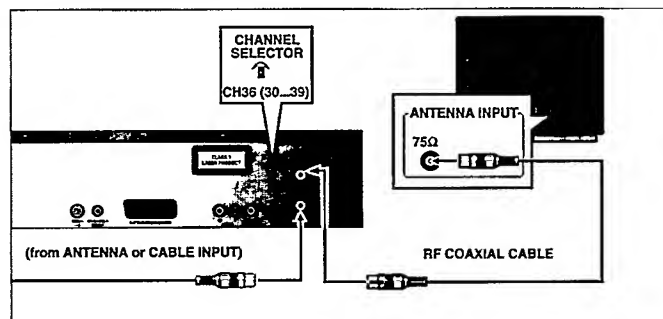 CHANNEL
SELECTOR
CH36 (30....39)
ANTENNA INPUT
75Ω
CLASS 1
LASER PRODUCT
(from ANTENNA or CABLE INPUT)
RF COAXIAL CABLE